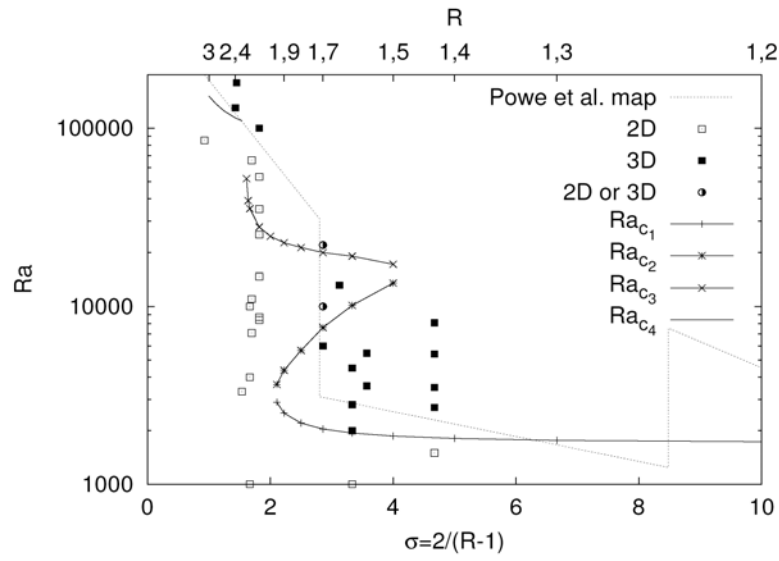 R
3 2,4 1,9 1,7 1,5 1,4 1,3 1,2
Powe et al. map
2D
3D
2D or 3D
Ra_c1
Ra_c2
Ra_c3
Ra_c4
100000
10000
1000
Ra
0 2 4 6 8 10
σ=2/(R-1)